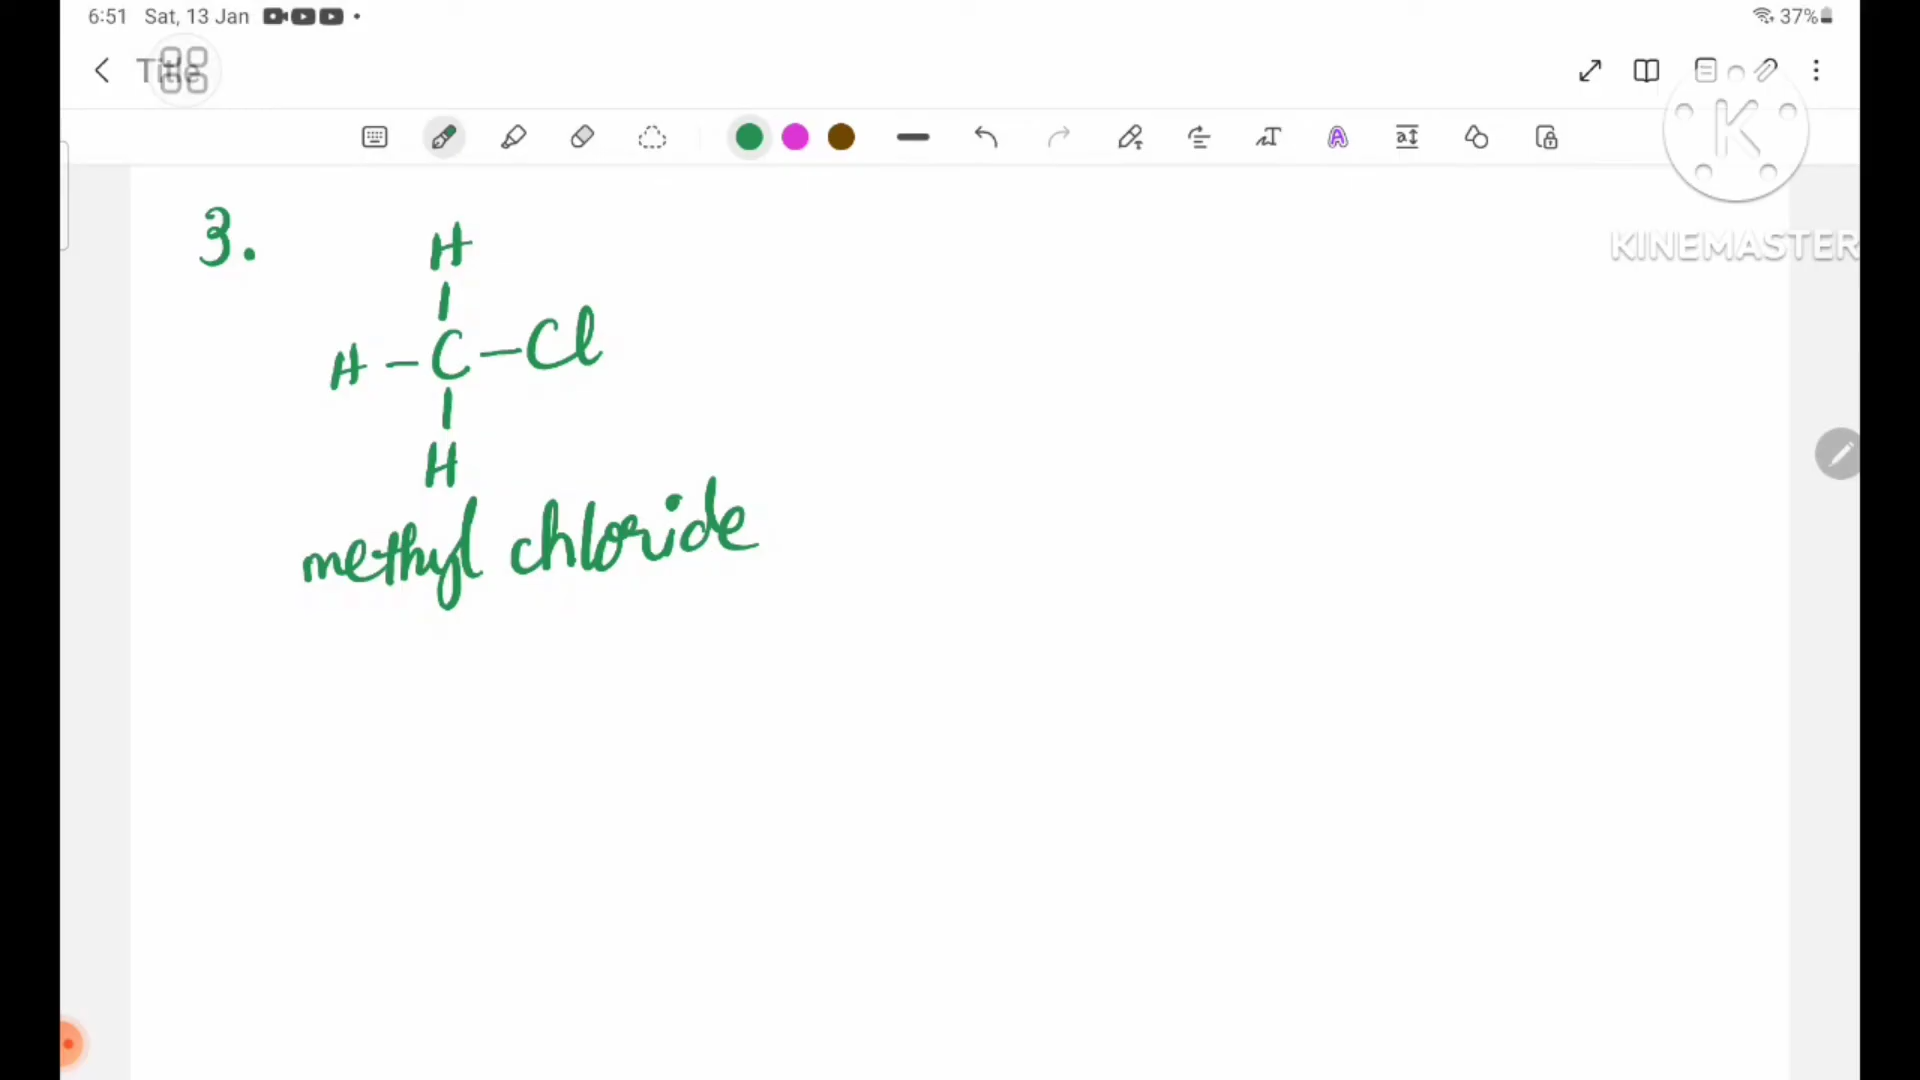 6:51 Sat, 13 Jan
37%
Title
K
KINEMASTER
3.
H
H – C – Cl
H
methyl chloride